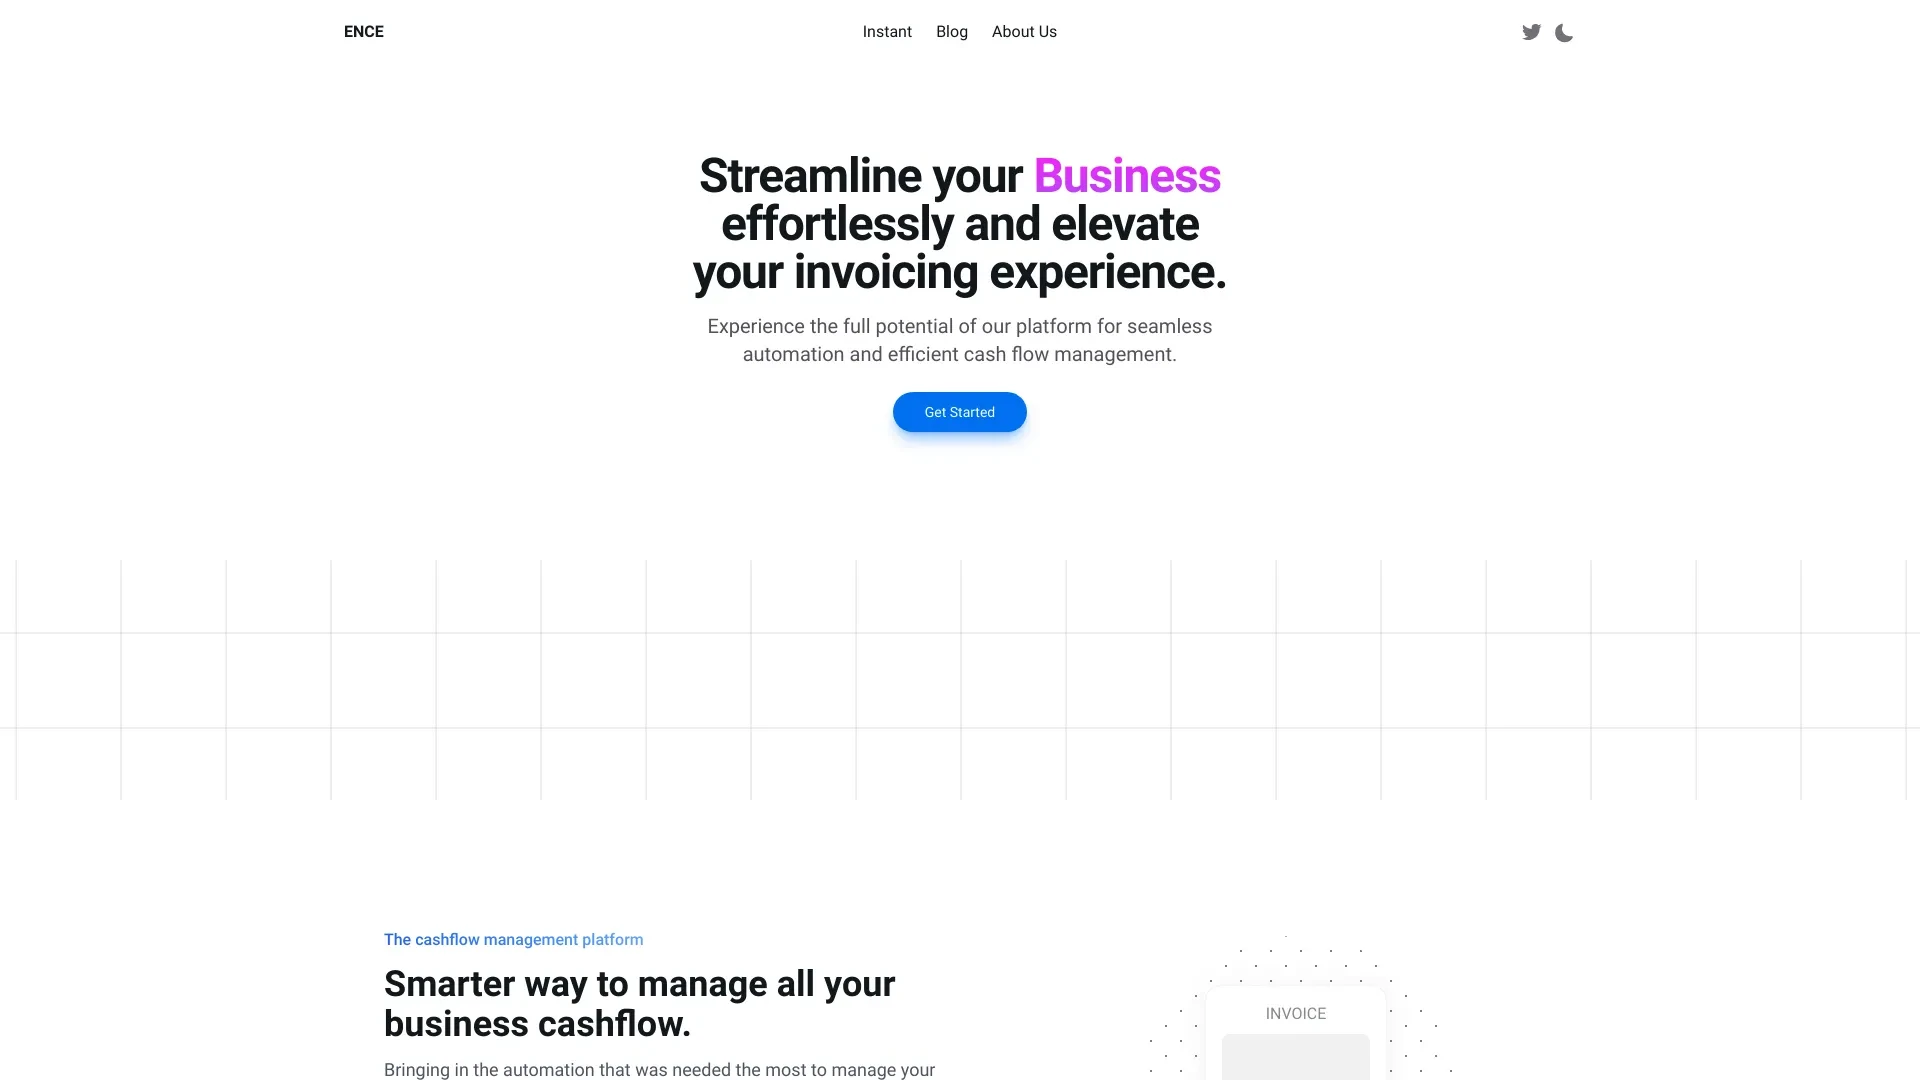 ENCE
Instant
Blog
About Us
Streamline your Business
effortlessly and elevate
your invoicing experience.
Experience the full potential of our platform for seamless
automation and efficient cash flow management.
Get Started
The cashflow management platform
Smarter way to manage all your
business cashflow.
Bringing in the automation that was needed the most to manage your
INVOICE